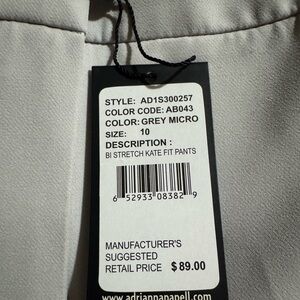 STYLE: AD1S300257
COLOR CODE: AB043
COLOR: GREY MICRO
SIZE: 10
DESCRIPTION :
BI STRETCH KATE FIT PANTS
6 52933 08382 9
MANUFACTURER'S
SUGGESTED
RETAIL PRICE $ 89.00
www.adriannapapell.com